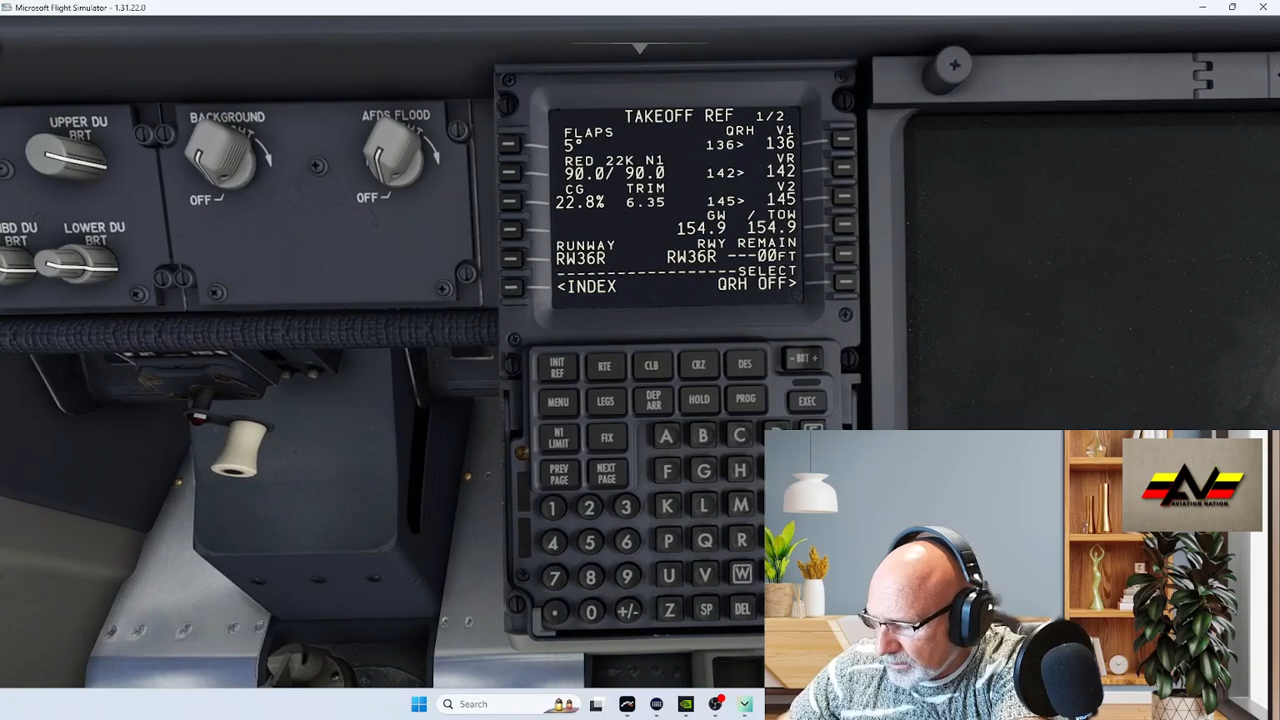 Microsoft Flight Simulator - 1.31.22.0
UPPER DU
BRT
BACKGROUND
OFF
AFDS FLOOD
OFF
BD DU
BRT
LOWER DU
BRT
TAKEOFF REF 1/2
FLAPS QRH V1
5° 136> 136
RED 22K N1 VR
90.0/ 90.0 142> 142
CG TRIM V2
22.8% 6.35 145> 145
GW / TOW
154.9 154.9
RUNWAY RWY REMAIN
RW36R RW36R ---00FT
------------------SELECT
<INDEX QRH OFF>
INIT REF
RTE
CLB
CRZ
DES
- BRT +
MENU
LEGS
DEP ARR
HOLD
PROG
EXEC
N1 LIMIT
FIX
A B C
PREV PAGE
NEXT PAGE
F G H
1 2 3 K L M
4 5 6 P Q R
7 8 9 U V W
. 0 +/- Z SP DEL
AV
AVIATION NATION
Search